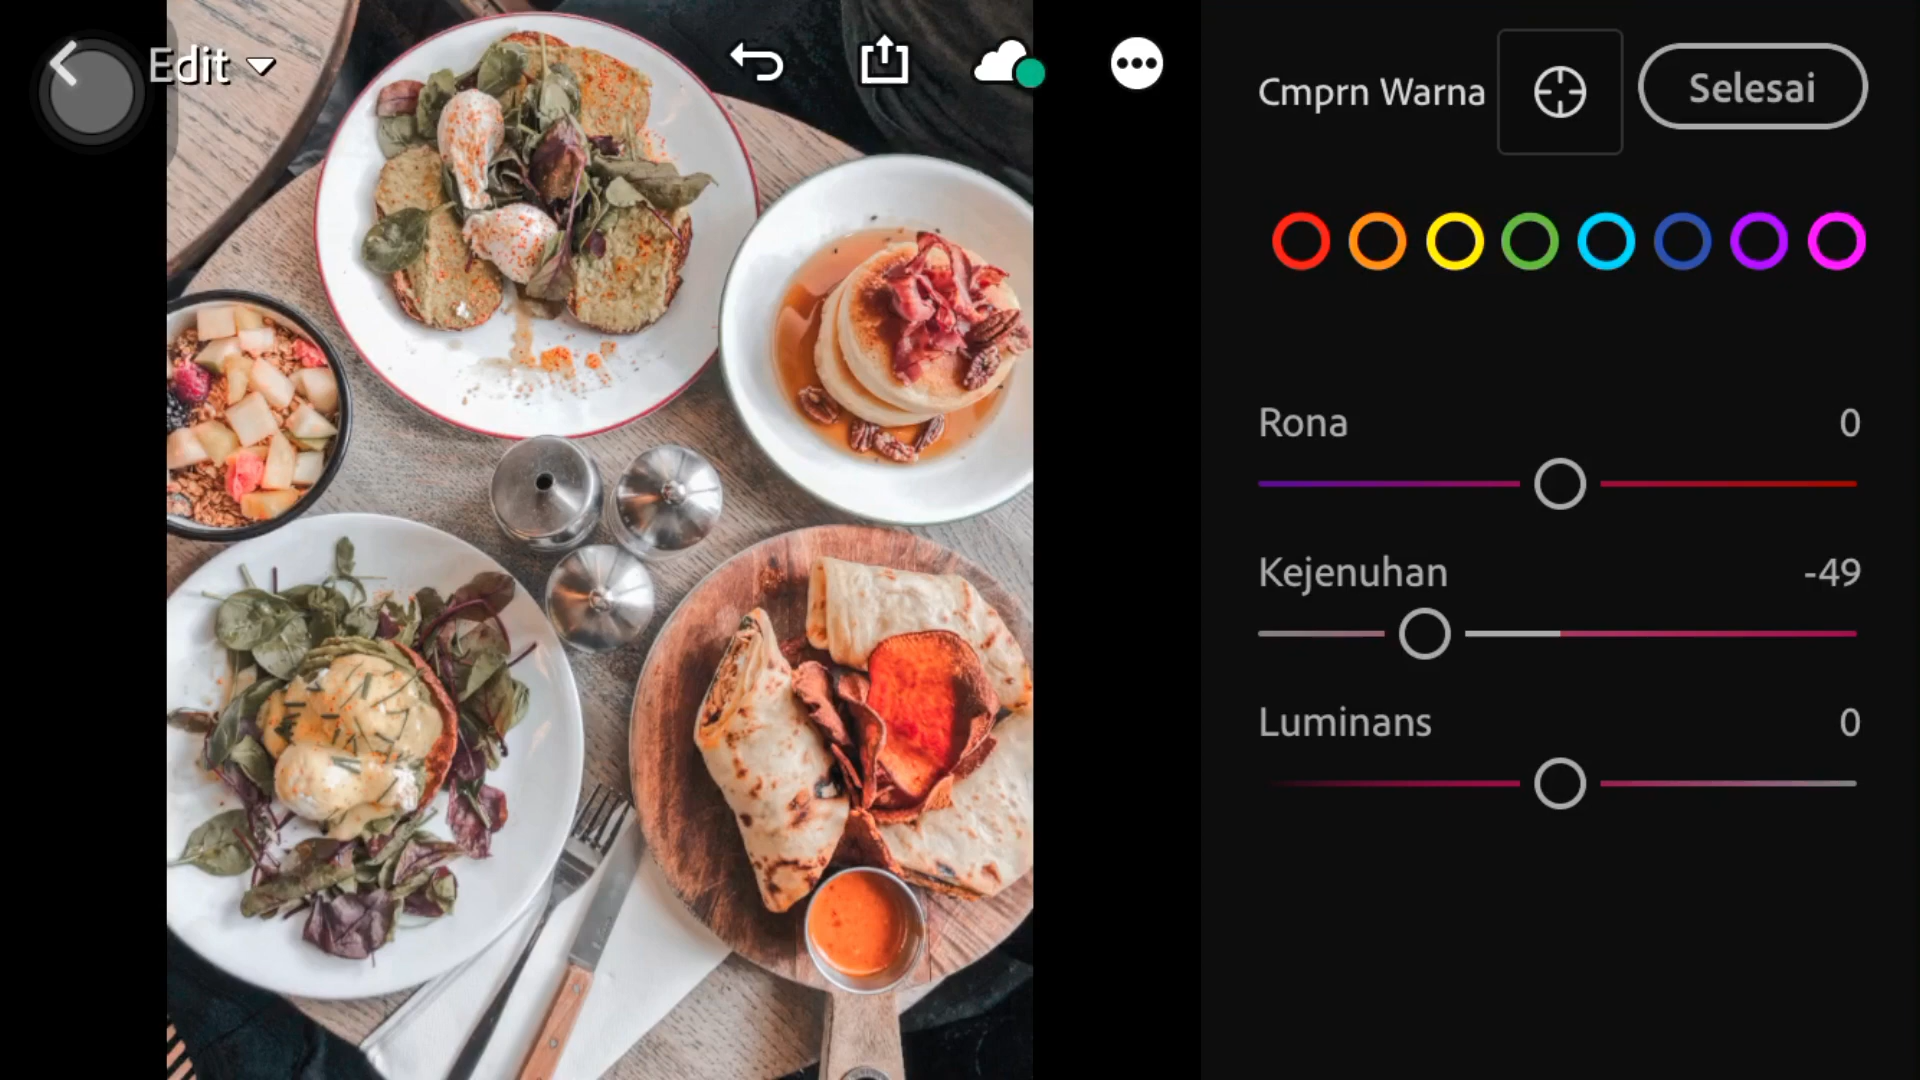 Edit
Cmprn Warna
Selesai
Rona 0
Kejenuhan -49
Luminans 0